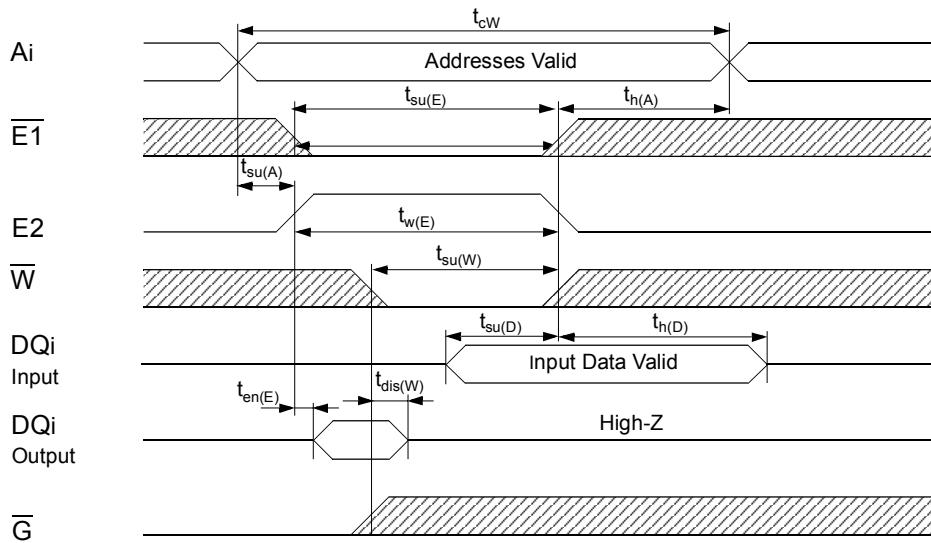 t_cW
Ai
Addresses Valid
t_su(E)
t_h(A)
E1̅
t_su(A)
E2
t_w(E)
t_su(W)
W̅
t_su(D)
t_h(D)
DQi
Input
Input Data Valid
t_en(E)
t_dis(W)
DQi
Output
High-Z
G̅